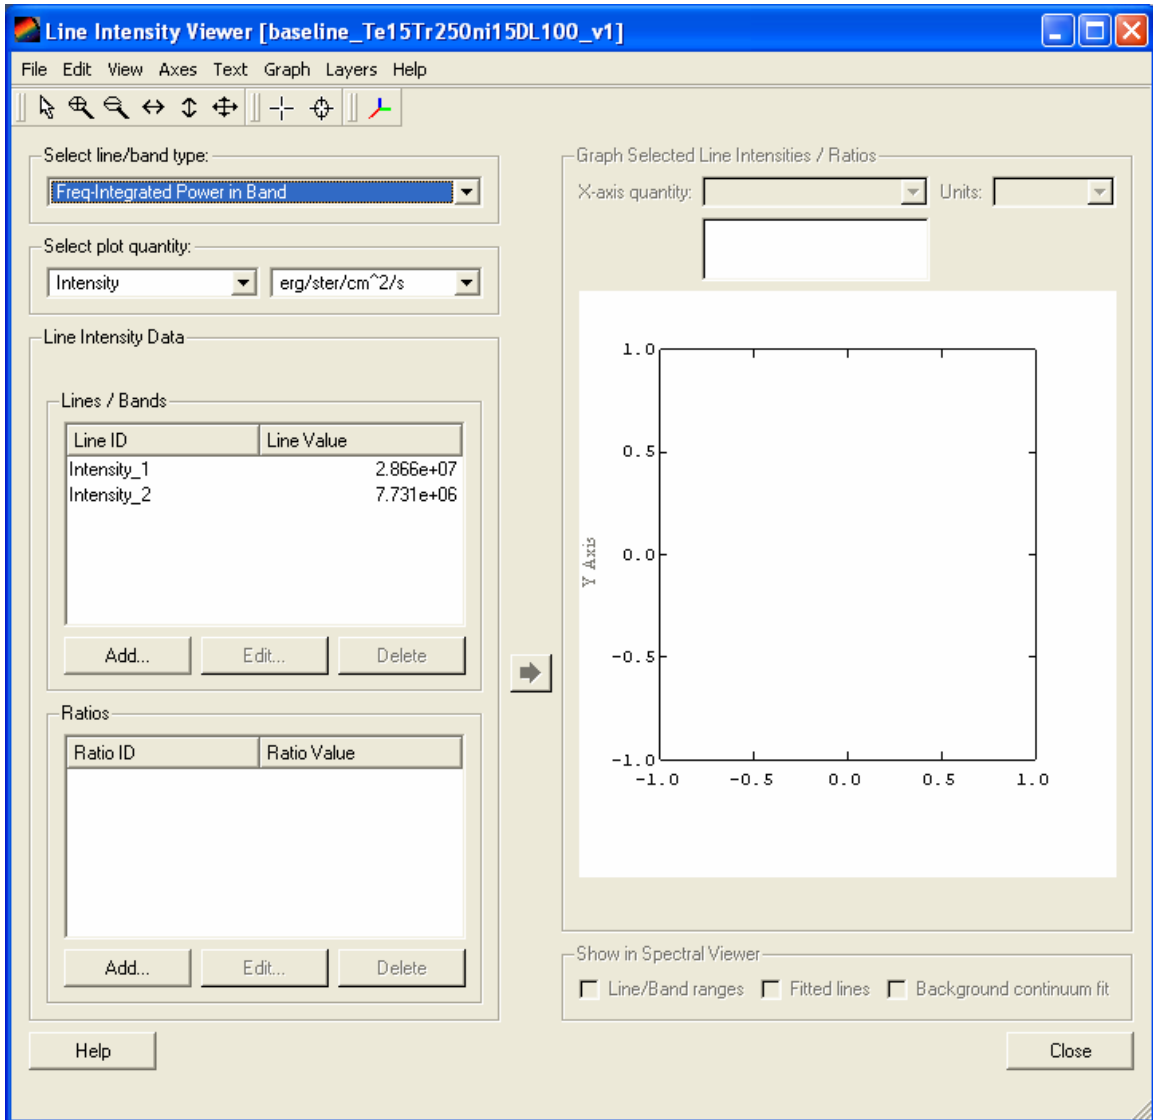 Line Intensity Viewer [baseline_Te15Tr250ni15DL100_v1]
File Edit View Axes Text Graph Layers Help
Select line/band type:
Freq-Integrated Power in Band
Select plot quantity:
Intensity erg/ster/cm^2/s
Line Intensity Data
Lines / Bands
Line ID Line Value
Intensity_1 2.866e+07
Intensity_2 7.731e+06
Add... Edit... Delete
Ratios
Ratio ID Ratio Value
Add... Edit... Delete
Help
Graph Selected Line Intensities / Ratios
X-axis quantity: Units:
1.0
0.5
0.0
-0.5
-1.0
Y Axis
-1.0 -0.5 0.0 0.5 1.0
Show in Spectral Viewer
Line/Band ranges Fitted lines Background continuum fit
Close